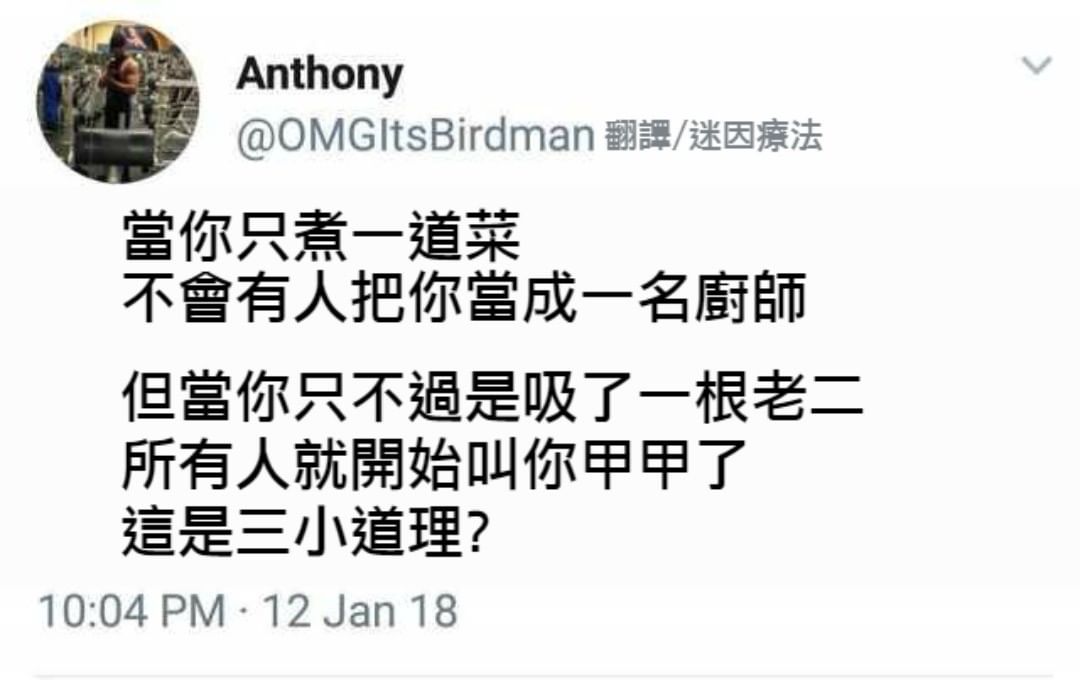 Anthony
@OMGItsBirdman 翻譯/迷因療法
當你只煮一道菜
不會有人把你當成一名廚師
但當你只不過是吸了一根老二
所有人就開始叫你甲甲了
這是三小道理?
10:04 PM · 12 Jan 18